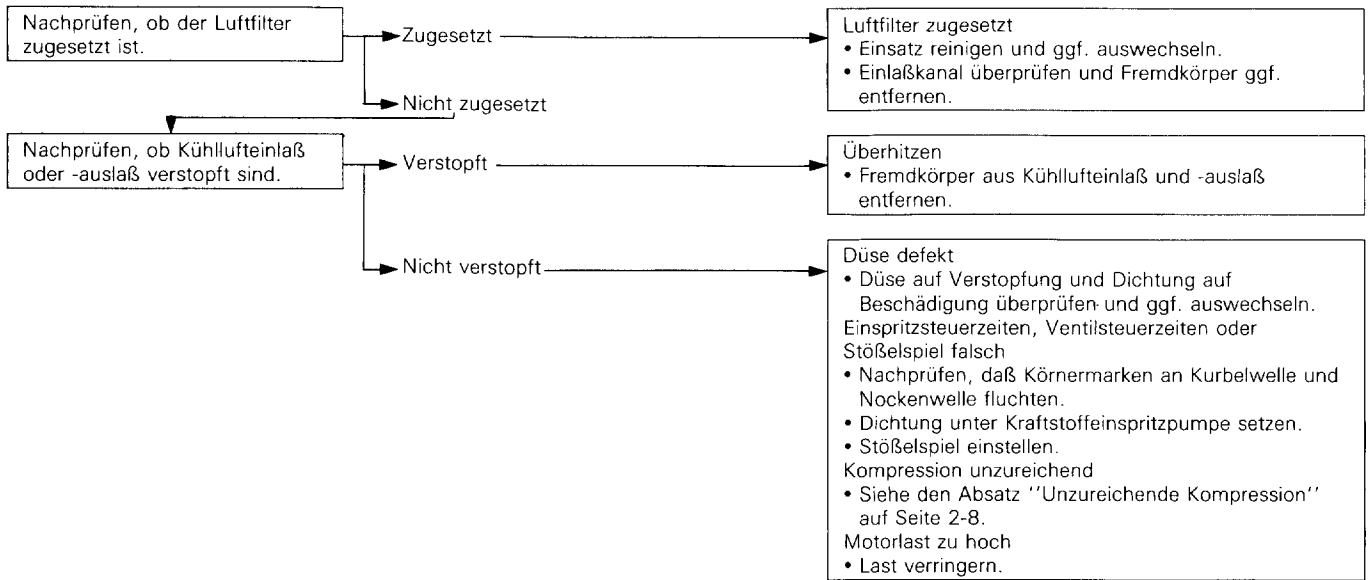 Nachprüfen, ob der Luftfilter
zugesetzt ist.
Zugesetzt
Luftfilter zugesetzt
• Einsatz reinigen und ggf. auswechseln.
• Einlaßkanal überprüfen und Fremdkörper ggf.
entfernen.
Nicht zugesetzt
Nachprüfen, ob Kühllufteinlaß
oder -auslaß verstopft sind.
Verstopft
Überhitzen
• Fremdkörper aus Kühllufteinlaß und -auslaß
entfernen.
Nicht verstopft
Düse defekt
• Düse auf Verstopfung und Dichtung auf
Beschädigung überprüfen und ggf. auswechseln.
Einspritzsteuerzeiten, Ventilsteuerzeiten oder
Stößelspiel falsch
• Nachprüfen, daß Körnermarken an Kurbelwelle und
Nockenwelle fluchten.
• Dichtung unter Kraftstoffeinspritzpumpe setzen.
• Stößelspiel einstellen.
Kompression unzureichend
• Siehe den Absatz ''Unzureichende Kompression''
auf Seite 2-8.
Motorlast zu hoch
• Last verringern.